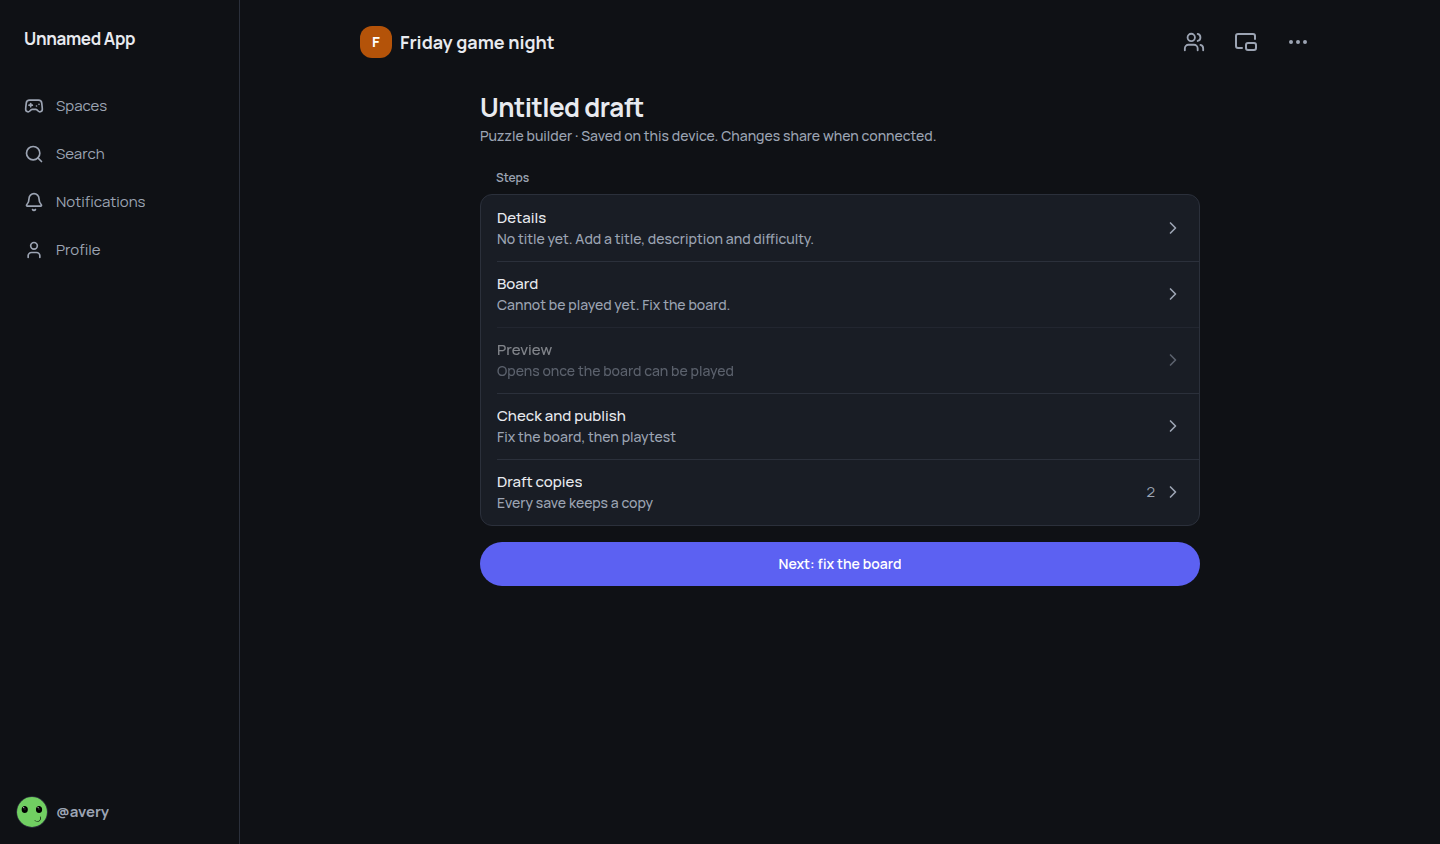 Unnamed App
Spaces
Search
Notifications
Profile
@avery
F
Friday game night
Untitled draft
Puzzle builder · Saved on this device. Changes share when connected.
Steps
Details
No title yet. Add a title, description and difficulty.
Board
Cannot be played yet. Fix the board.
Preview
Opens once the board can be played
Check and publish
Fix the board, then playtest
Draft copies
Every save keeps a copy
2
Next: fix the board